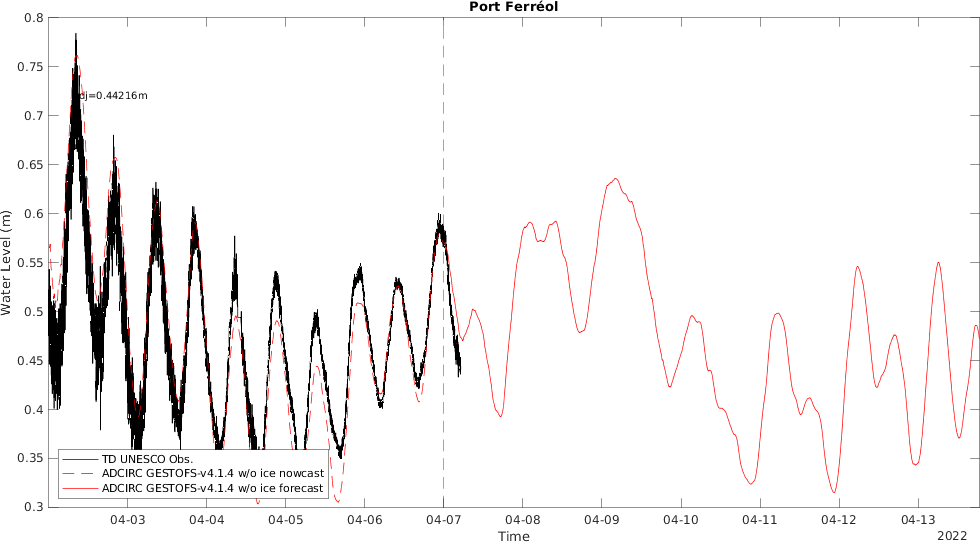 Port Ferréol
0.8
0.75
0.7
0.65
0.6
0.55
0.5
0.45
0.4
0.35
0.3
Water Level (m)
dj=0.44216m
TD UNESCO Obs.
ADCIRC GESTOFS-v4.1.4 w/o ice nowcast
ADCIRC GESTOFS-v4.1.4 w/o ice forecast
04-03 04-04 04-05 04-06 04-07 04-08 04-09 04-10 04-11 04-12 04-13
Time
2022